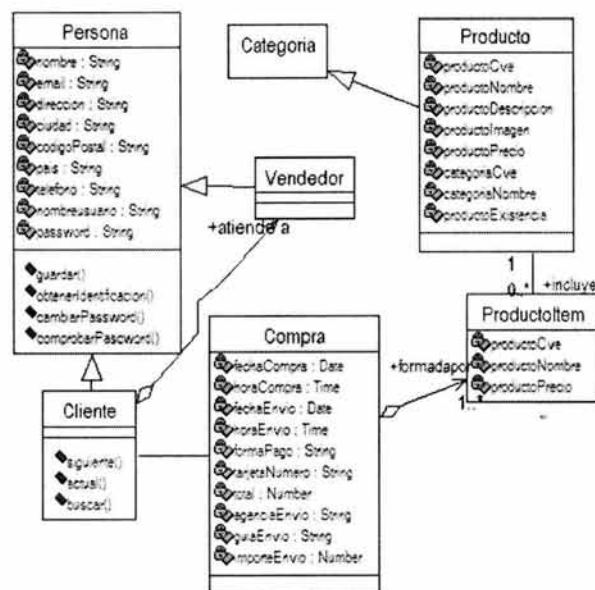 Persona
nombre : String
email : String
direccion : String
ciudad : String
codigoPostal : String
pais : String
telefono : String
nombreusuario : String
password : String
guardar()
obtenerIdentificacion()
cambiarPassword()
comprobarPassword()
Categoria
Producto
productoCve
productoNombre
productoDescripcion
productoImagen
productoPrecio
categoriaCve
categoriaNombre
productoExistencia
Vendedor
+atiende a
1
0..*
+incluye
ProductoItem
productoCve
productoNombre
productoPrecio
Compra
fechaCompra : Date
horaCompra : Time
fechaEnvio : Date
horaEnvio : Time
formaPago : String
tarjetaNumero : String
total : Number
agenciaEnvio : String
guiaEnvio : String
importeEnvio : Number
+formadapor
1..*
Cliente
siguiente()
actual()
buscar()